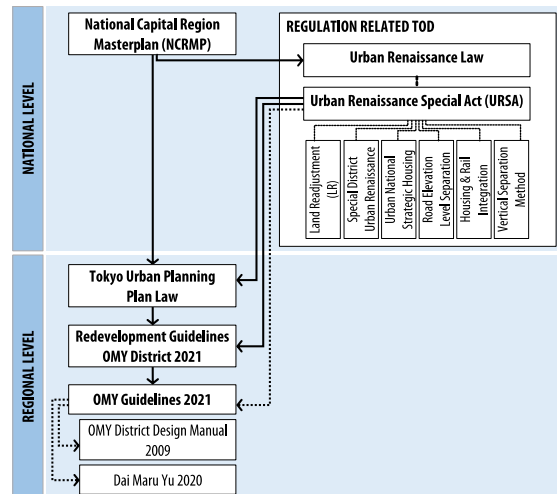 NATIONAL LEVEL
National Capital Region
Masterplan (NCRMP)
REGULATION RELATED TOD
Urban Renaissance Law
Urban Renaissance Special Act (URSA)
Land Readjustment
(LR)
Special District
Urban Renaissance
Urban National
Strategic Housing
Road Elevation
Level Separation
Housing & Rail
Integration
Vertical Separation
Method
REGIONAL LEVEL
Tokyo Urban Planning
Plan Law
Redevelopment Guidelines
OMY District 2021
OMY Guidelines 2021
OMY District Design Manual
2009
Dai Maru Yu 2020